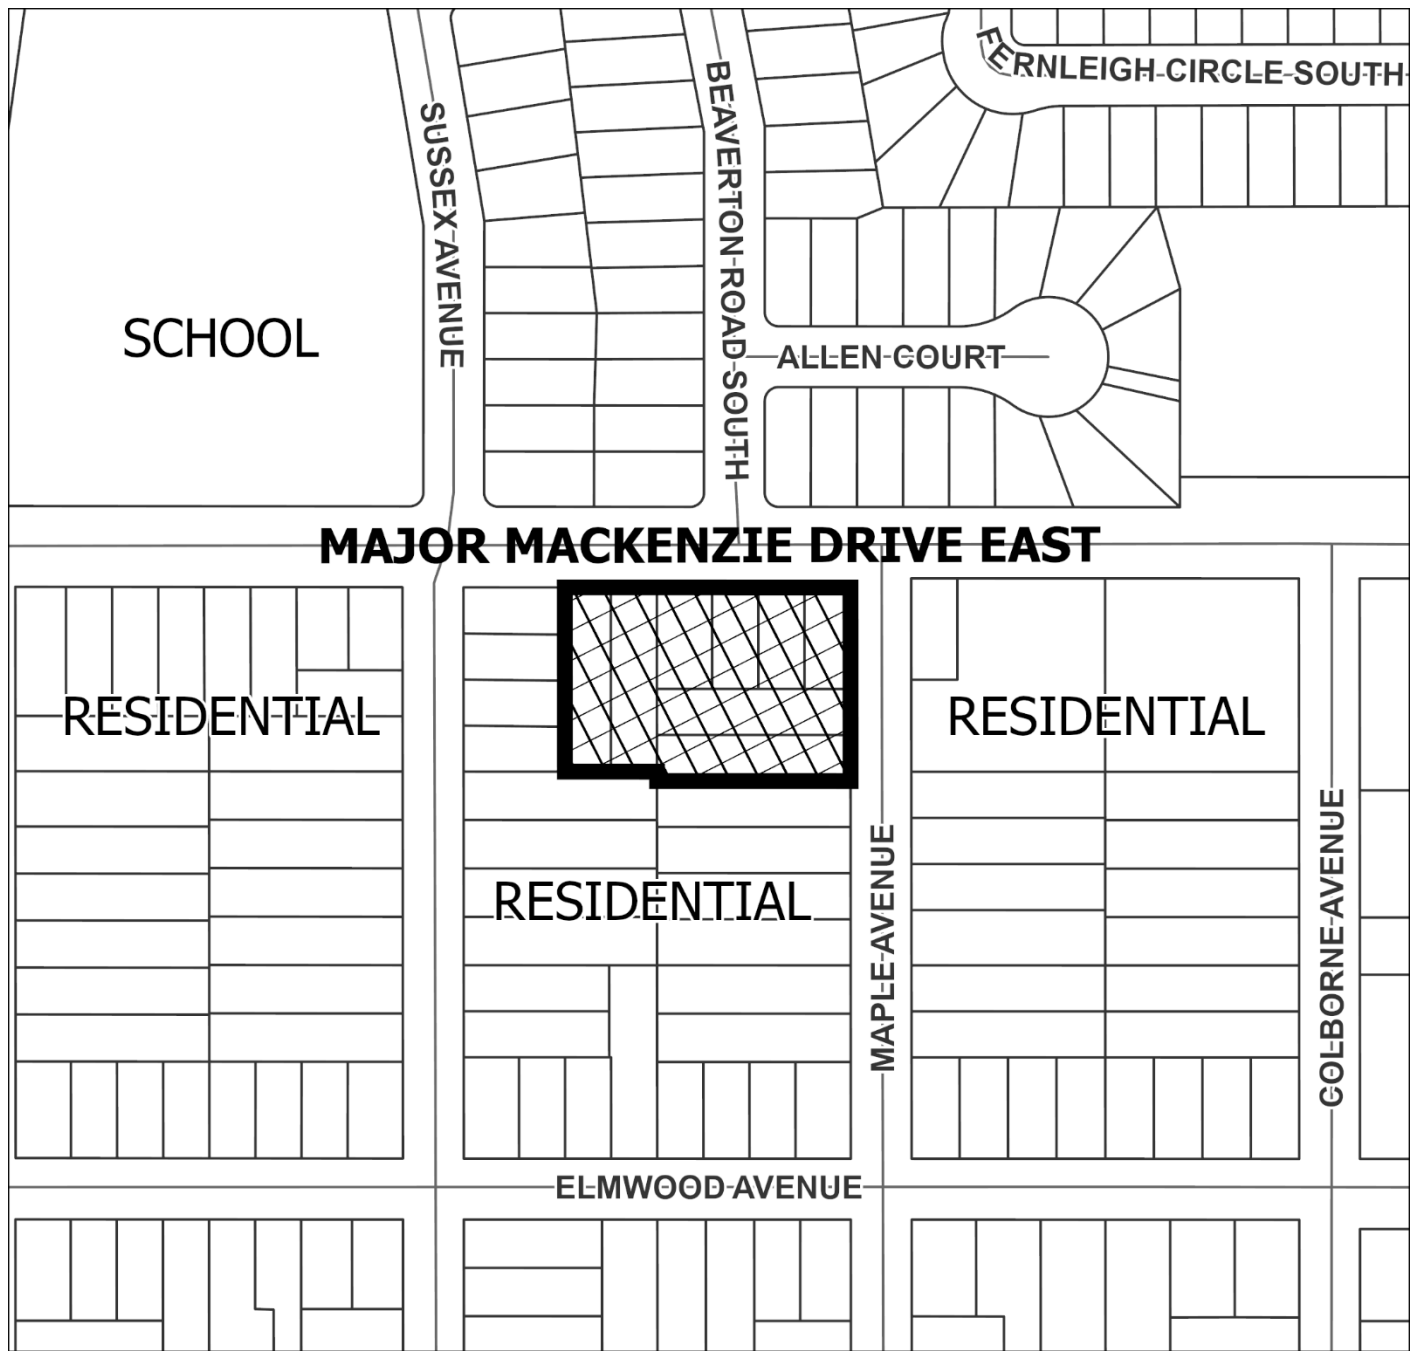 FERNLEIGH CIRCLE SOUTH
SUSSEX AVENUE
BEAVERTON ROAD SOUTH
SCHOOL
ALLEN COURT
MAJOR MACKENZIE DRIVE EAST
RESIDENTIAL
RESIDENTIAL
RESIDENTIAL
MAPLE AVENUE
COLBORNE AVENUE
ELMWOOD AVENUE